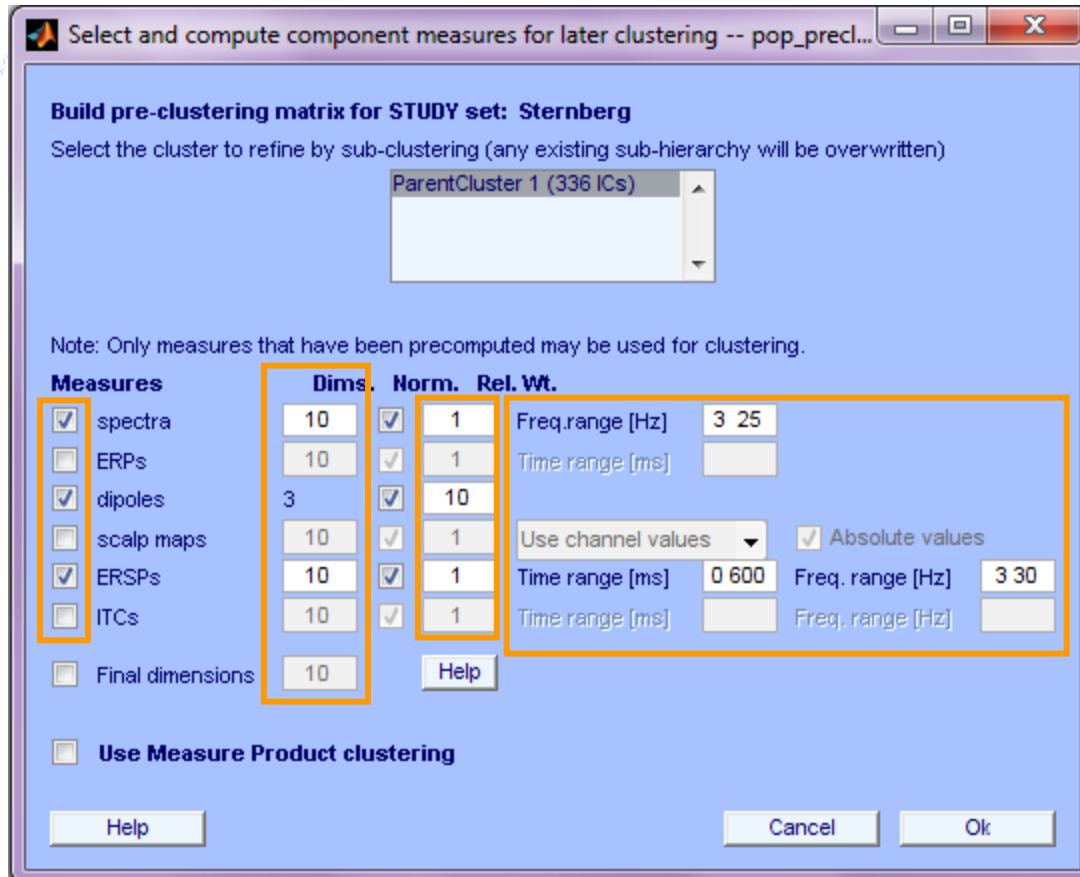 Select and compute component measures for later clustering -- pop_precl...
Build pre-clustering matrix for STUDY set: Sternberg
Select the cluster to refine by sub-clustering (any existing sub-hierarchy will be overwritten)
ParentCluster 1 (336 ICs)
Note: Only measures that have been precomputed may be used for clustering.
Measures Dims. Norm. Rel. Wt.
spectra 10 1 Freq.range [Hz] 3 25
ERPs 10 1 Time range [ms]
dipoles 3 10
scalp maps 10 1 Use channel values Absolute values
ERSPs 10 1 Time range [ms] 0 600 Freq. range [Hz] 3 30
ITCs 10 1 Time range [ms] Freq. range [Hz]
Final dimensions 10 Help
Use Measure Product clustering
Help Cancel Ok